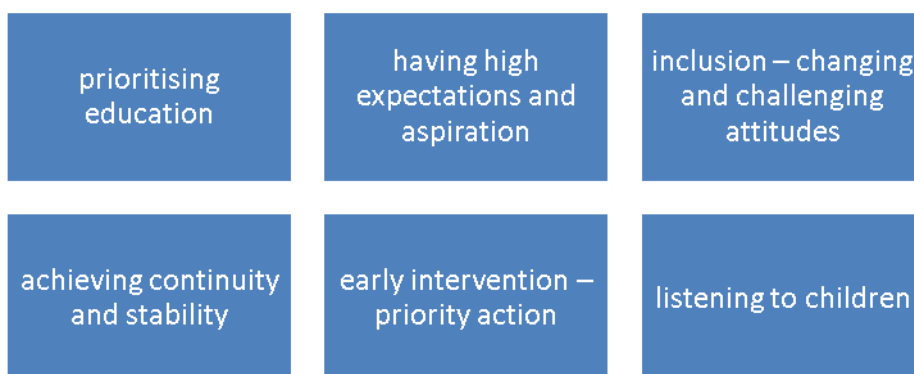 prioritising
education
having high
expectations and
aspiration
inclusion – changing
and challenging
attitudes
achieving continuity
and stability
early intervention –
priority action
listening to children